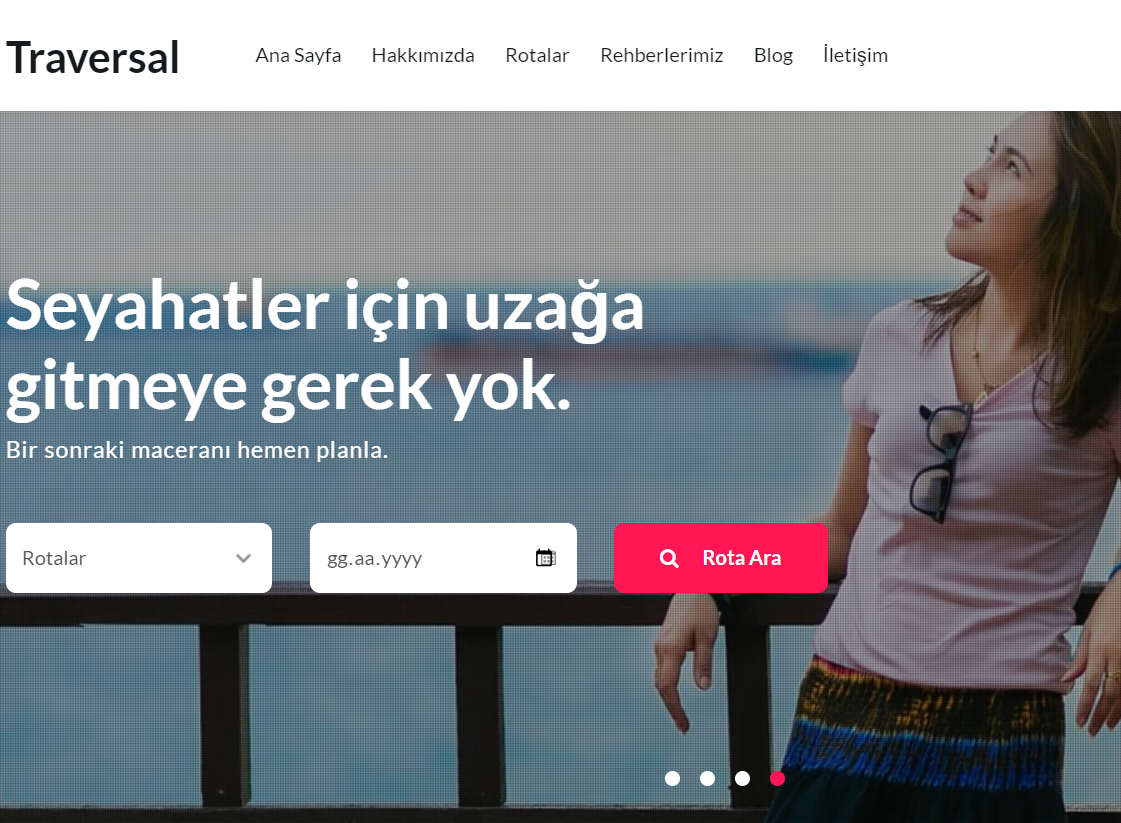 Traversal
Ana Sayfa Hakkımızda Rotalar Rehberlerimiz Blog İletişim
Seyahatler için uzağa
gitmeye gerek yok.
Bir sonraki maceranı hemen planla.
Rotalar
gg.aa.yyyy
Rota Ara